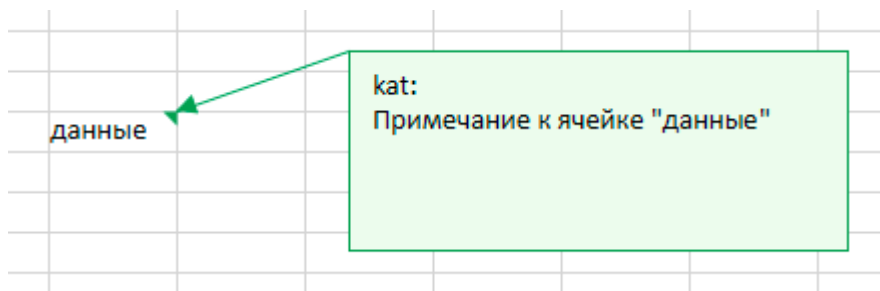 данные
kat:
Примечание к ячейке "данные"